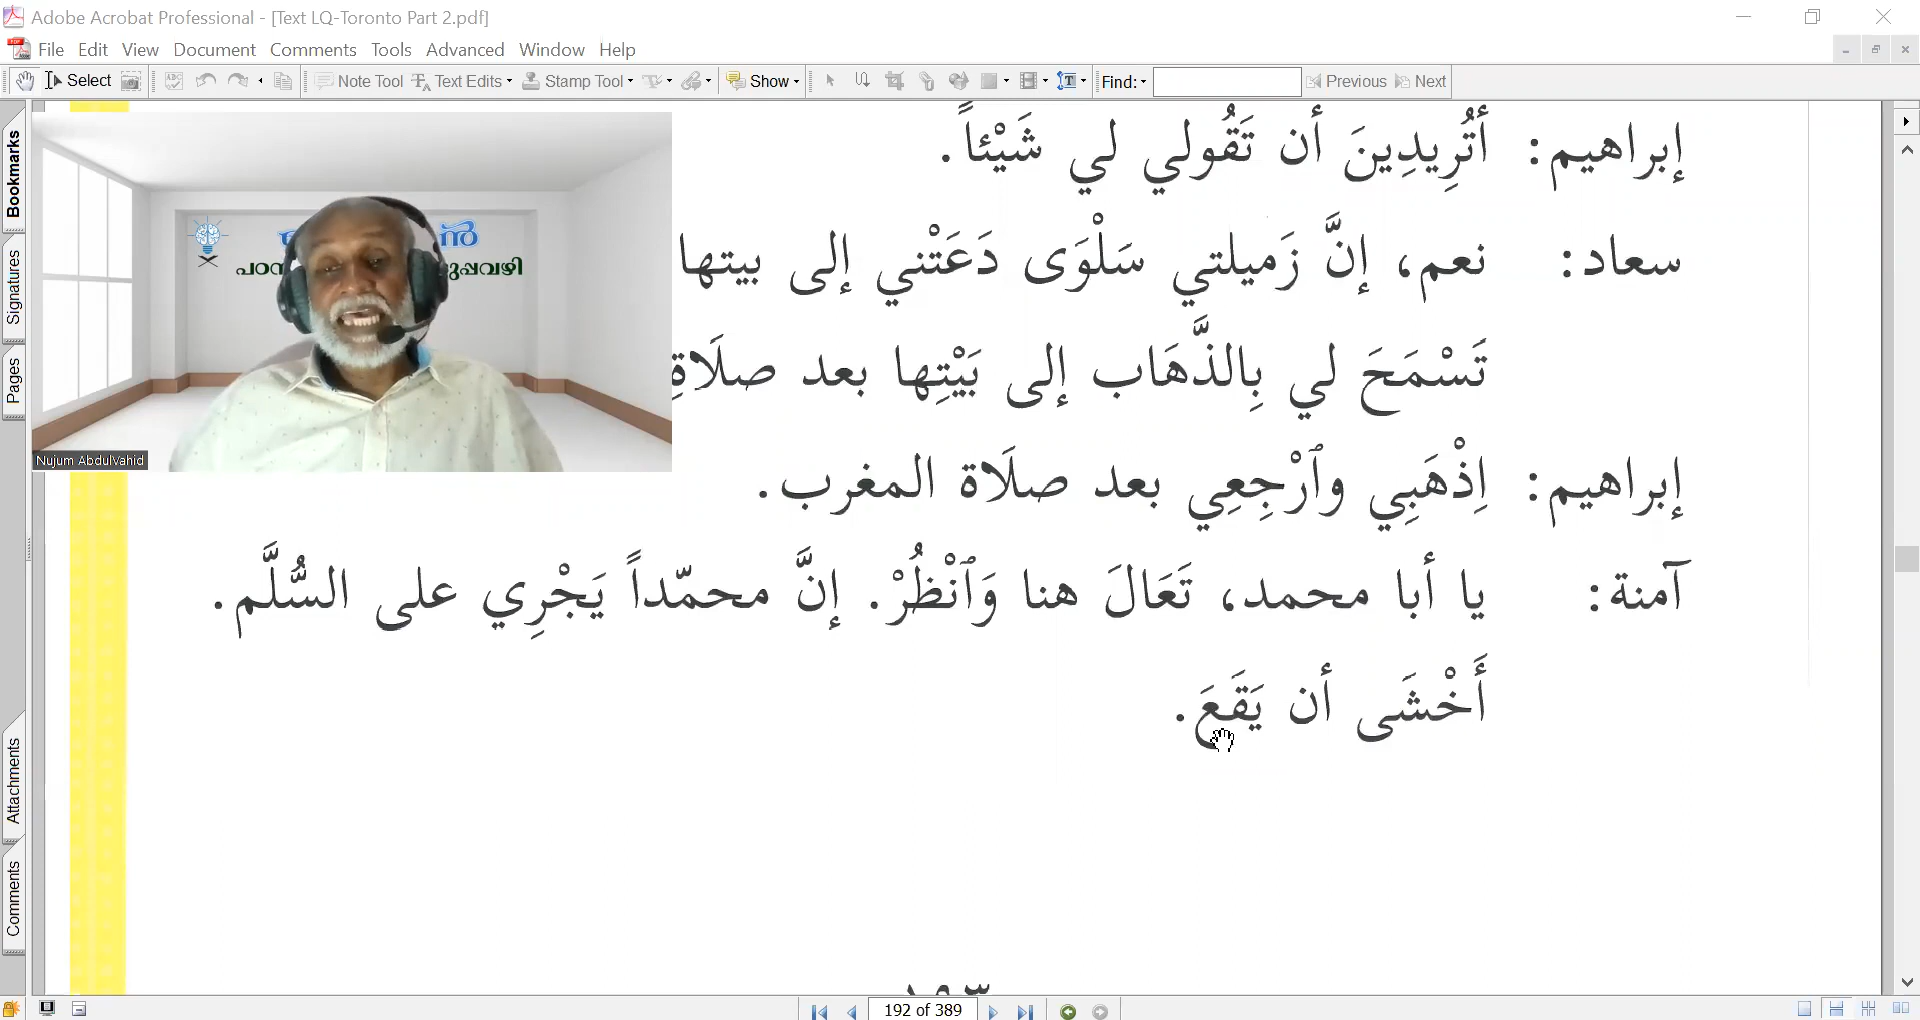 Adobe Acrobat Professional - [Text LQ-Toronto Part 2.pdf]
File Edit View Document Comments Tools Advanced Window Help
Select Note Tool Text Edits Stamp Tool Show Find: Previous Next
Bookmarks
Signatures
Pages
Attachments
Comments
إبراهيم: أَتُرِيدِينَ أن تَقُولي لي شَيْئاً.
سعاد: نعم، إنَّ زَميلتي سَلْوَى دَعَتْني إلى بيتها
تَسْمَحَ لي بِالذَّهَاب إلى بَيْتِها بعد صلَاةِ
إبراهيم: اِذْهَبِي وٱرْجِعِي بعد صلَاة المغرب.
آمنة: يا أبا محمد، تَعَالَ هنا وَٱنْظُرْ. إنَّ محمّداً يَجْرِي على السُّلَّم.
أَخْشَى أن يَقَعَ.
Nujum AbdulVahid
192 of 389